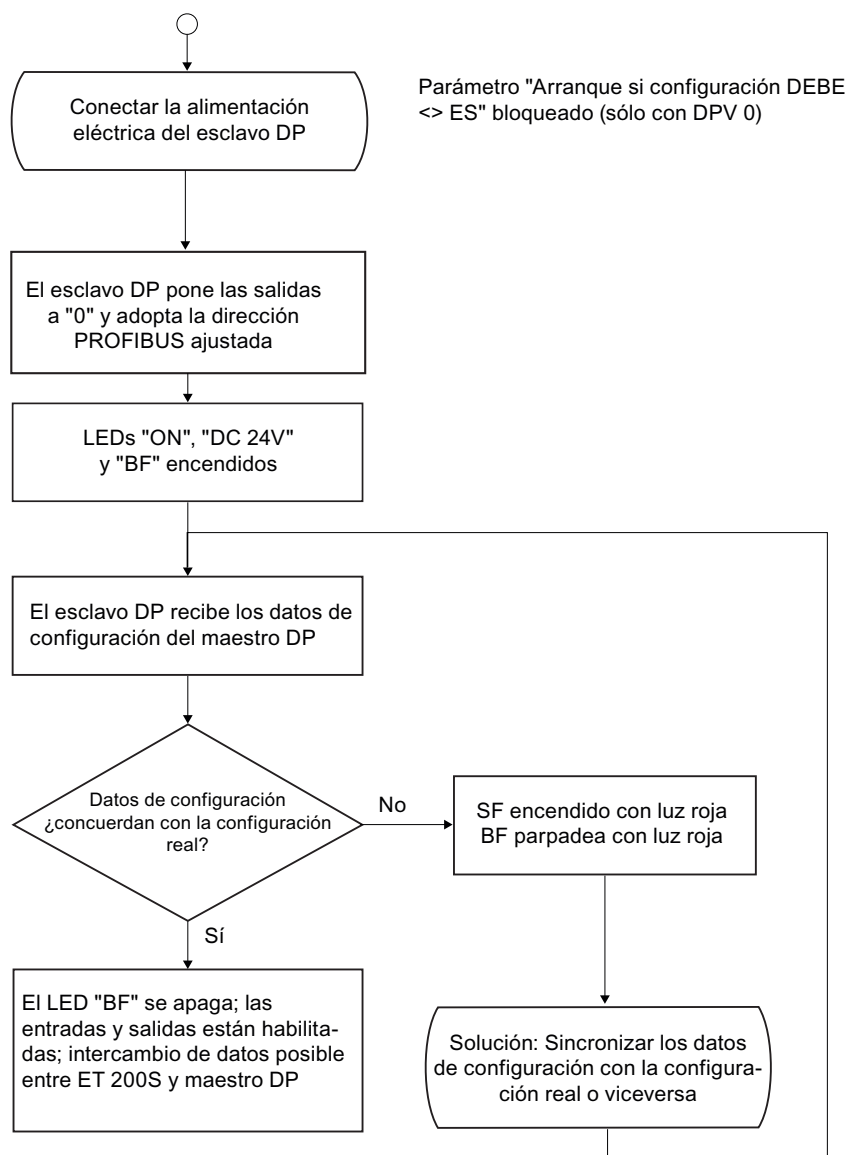 Conectar la alimentación
eléctrica del esclavo DP
Parámetro "Arranque si configuración DEBE
<> ES" bloqueado (sólo con DPV 0)
El esclavo DP pone las salidas
a "0" y adopta la dirección
PROFIBUS ajustada
LEDs "ON", "DC 24V"
y "BF" encendidos
El esclavo DP recibe los datos de
configuración del maestro DP
Datos de configuración
¿concuerdan con la configuración
real?
No
SF encendido con luz roja
BF parpadea con luz roja
Sí
El LED "BF" se apaga; las
entradas y salidas están habilita-
das; intercambio de datos posible
entre ET 200S y maestro DP
Solución: Sincronizar los datos
de configuración con la configura-
ción real o viceversa